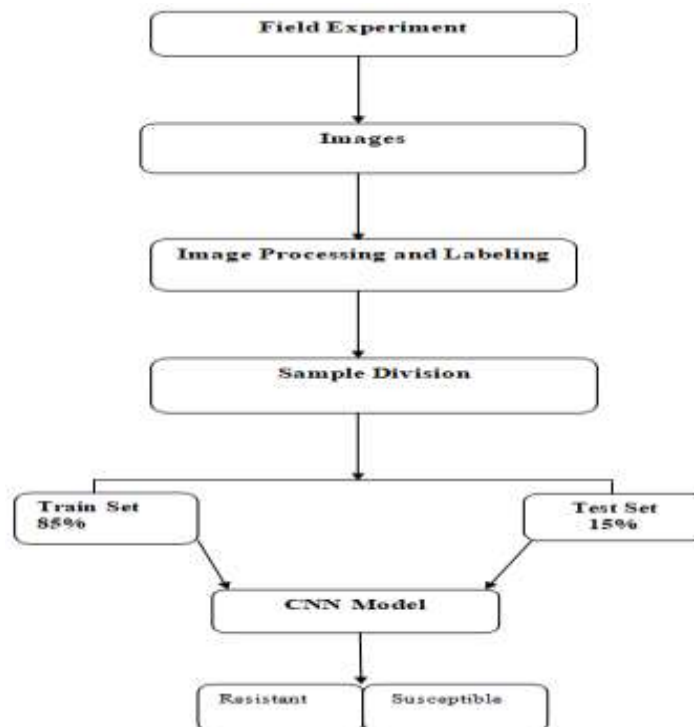 Field Experiment
Images
Image Processing and Labeling
Sample Division
Train Set
85%
Test Set
15%
CNN Model
Resistant
Susceptible